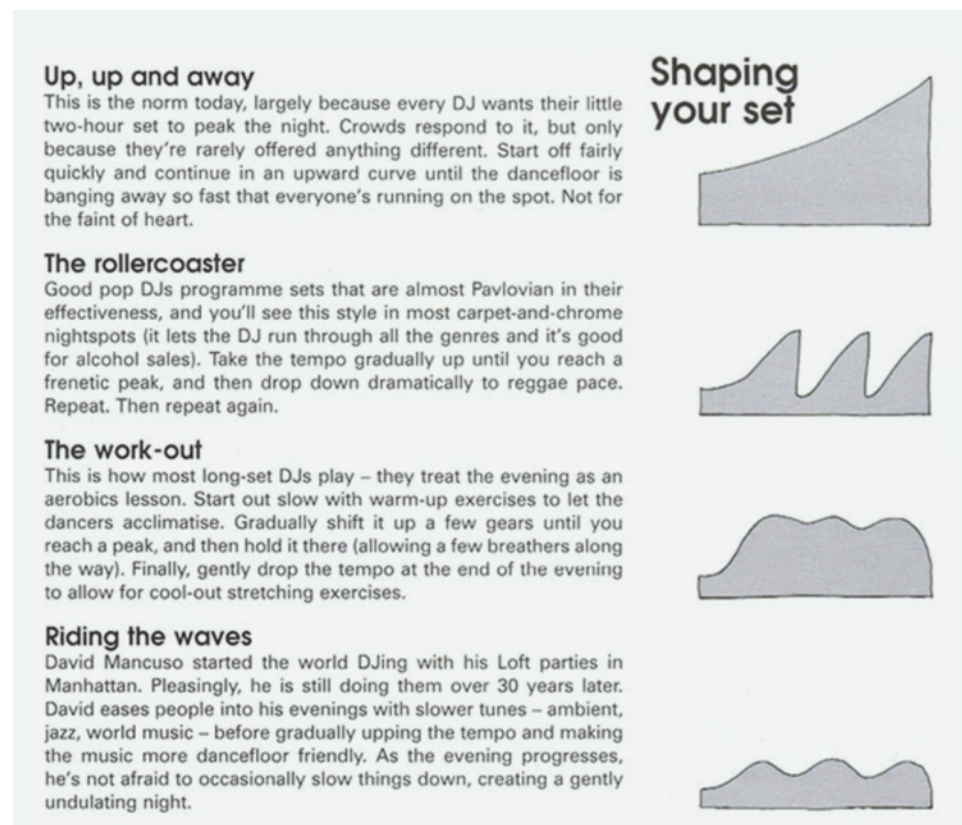 Up, up and away
This is the norm today, largely because every DJ wants their little
two-hour set to peak the night. Crowds respond to it, but only
because they're rarely offered anything different. Start off fairly
quickly and continue in an upward curve until the dancefloor is
banging away so fast that everyone's running on the spot. Not for
the faint of heart.
Shaping
your set
The rollercoaster
Good pop DJs programme sets that are almost Pavlovian in their
effectiveness, and you'll see this style in most carpet-and-chrome
nightspots (it lets the DJ run through all the genres and it's good
for alcohol sales). Take the tempo gradually up until you reach a
frenetic peak, and then drop down dramatically to reggae pace.
Repeat. Then repeat again.
The work-out
This is how most long-set DJs play – they treat the evening as an
aerobics lesson. Start out slow with warm-up exercises to let the
dancers acclimatise. Gradually shift it up a few gears until you
reach a peak, and then hold it there (allowing a few breathers along
the way). Finally, gently drop the tempo at the end of the evening
to allow for cool-out stretching exercises.
Riding the waves
David Mancuso started the world DJing with his Loft parties in
Manhattan. Pleasingly, he is still doing them over 30 years later.
David eases people into his evenings with slower tunes – ambient,
jazz, world music – before gradually upping the tempo and making
the music more dancefloor friendly. As the evening progresses,
he's not afraid to occasionally slow things down, creating a gently
undulating night.